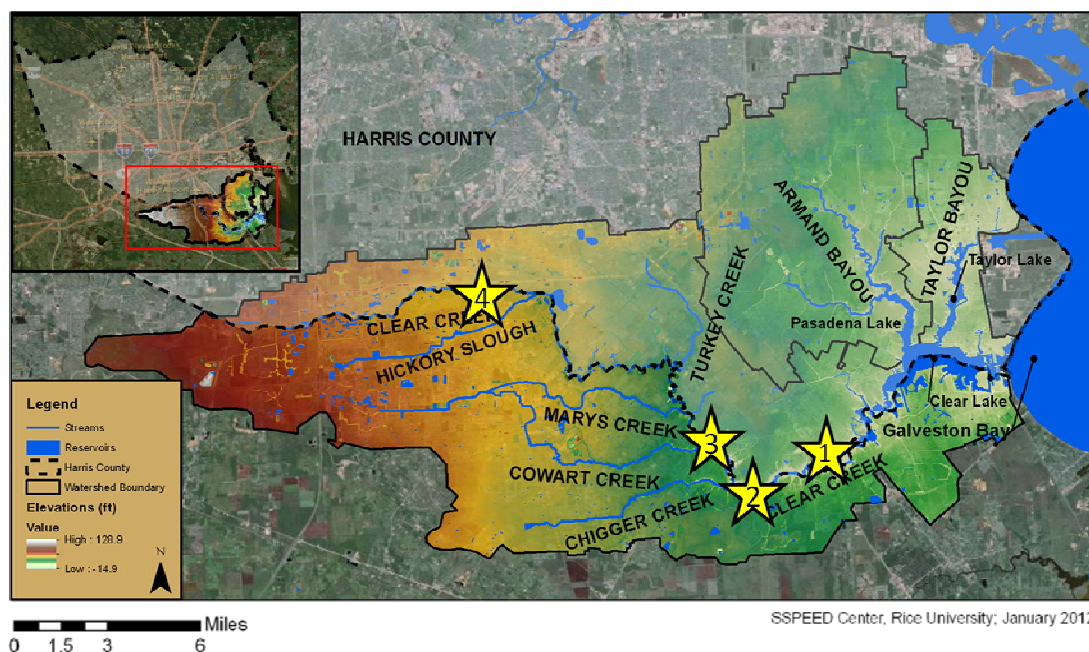 HARRIS COUNTY
ARMAND BAYOU
TAYLOR BAYOU
Taylor Lake
TURKEY CREEK
Pasadena Lake
4
CLEAR CREEK
HICKORY SLOUGH
MARYS CREEK
3
1
Clear Lake
Galveston Bay
COWART CREEK
2
CLEAR CREEK
CHIGGER CREEK
Legend
Streams
Reservoirs
Harris County
Watershed Boundary
Elevations (ft)
Value
High : 128.9
Low : -14.9
N
Miles
0 1.5 3 6
SSPEED Center, Rice University; January 2012